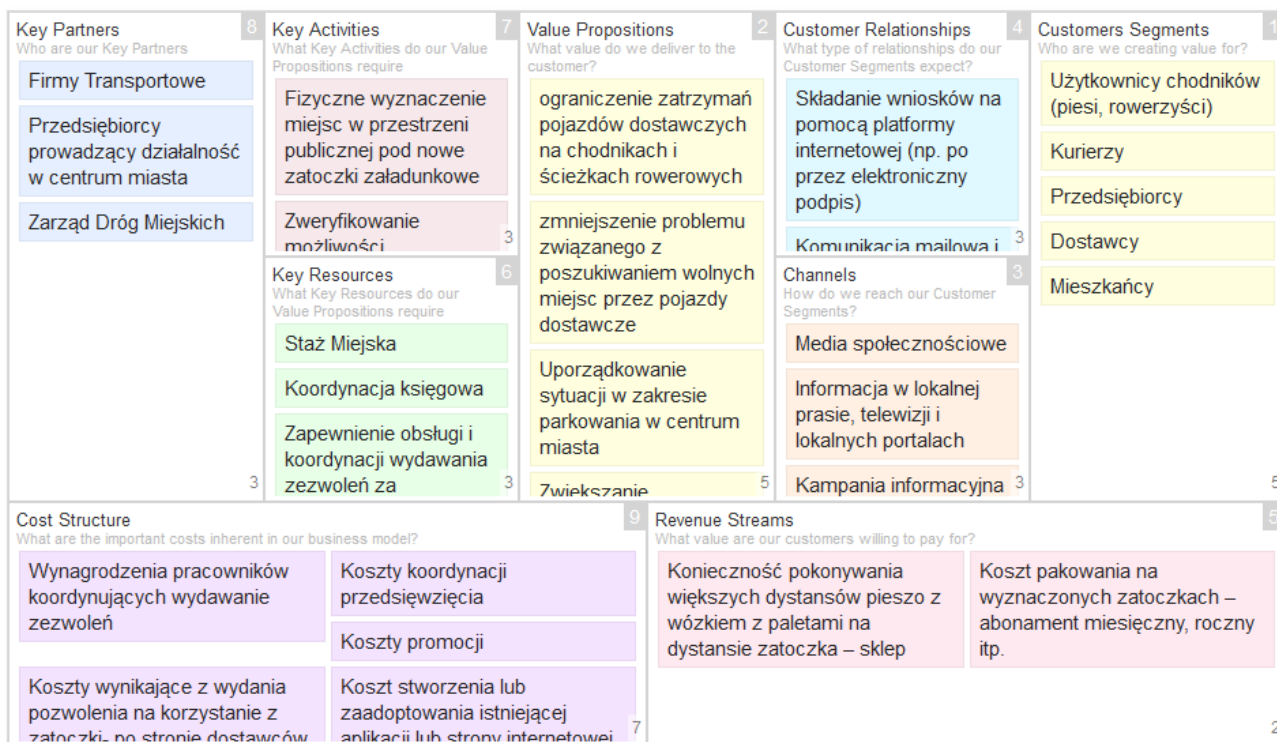 Key Partners
8
Who are our Key Partners
Firmy Transportowe
Przedsiębiorcy
prowadzący działalność
w centrum miasta
Zarząd Dróg Miejskich
3
Key Activities
7
What Key Activities do our Value
Propositions require
Fizyczne wyznaczenie
miejsc w przestrzeni
publicznej pod nowe
zatoczki załadunkowe
Zweryfikowanie
możliwości
3
Key Resources
6
What Key Resources do our
Value Propositions require
Staż Miejska
Koordynacja księgowa
Zapewnienie obsługi i
koordynacji wydawania
zezwoleń za
3
Value Propositions
2
What value do we deliver to the
customer?
ograniczenie zatrzymań
pojazdów dostawczych
na chodnikach i
ścieżkach rowerowych
zmniejszenie problemu
związanego z
poszukiwaniem wolnych
miejsc przez pojazdy
dostawcze
Uporządkowanie
sytuacji w zakresie
parkowania w centrum
miasta
Zwiększanie
5
Customer Relationships
4
What type of relationships do our
Customer Segments expect?
Składanie wniosków na
pomocą platformy
internetowej (np. po
przez elektroniczny
podpis)
Komunikacja mailowa i
3
Channels
3
How do we reach our Customer
Segments?
Media społecznościowe
Informacja w lokalnej
prasie, telewizji i
lokalnych portalach
Kampania informacyjna
3
Customers Segments
1
Who are we creating value for?
Użytkownicy chodników
(piesi, rowerzyści)
Kurierzy
Przedsiębiorcy
Dostawcy
Mieszkańcy
5
Cost Structure
9
What are the important costs inherent in our business model?
Wynagrodzenia pracowników
koordynujących wydawanie
zezwoleń
Koszty koordynacji
przedsięwzięcia
Koszty promocji
Koszty wynikające z wydania
pozwolenia na korzystanie z
zatoczki- po stronie dostawców
Koszt stworzenia lub
zaadoptowania istniejącej
aplikacji lub strony internetowej
7
Revenue Streams
5
What value are our customers willing to pay for?
Konieczność pokonywania
większych dystansów pieszo z
wózkiem z paletami na
dystansie zatoczka – sklep
Koszt pakowania na
wyznaczonych zatoczkach –
abonament miesięczny, roczny
itp.
2